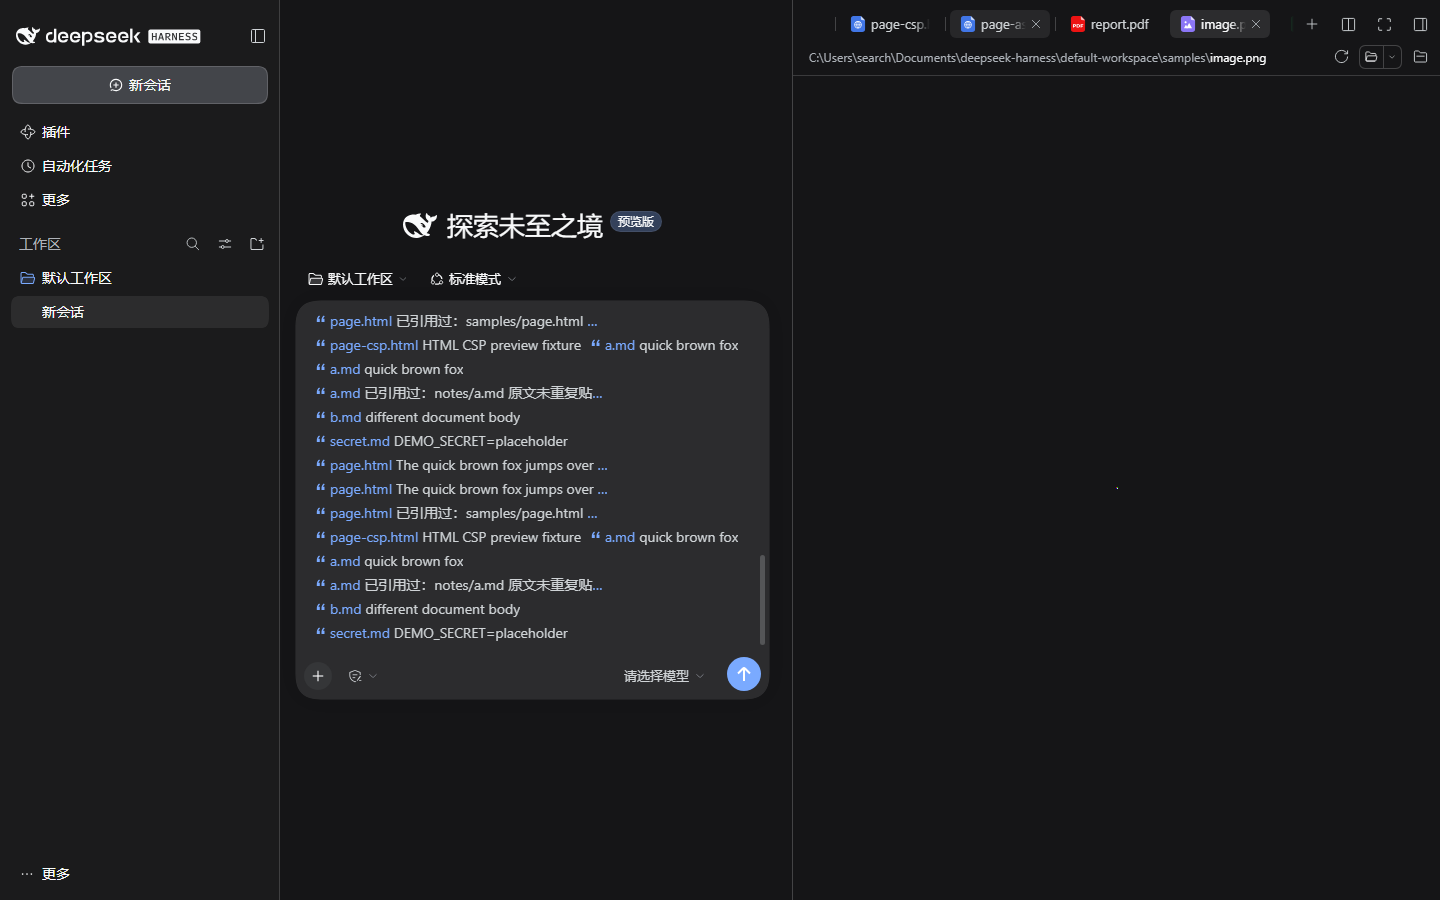 deepseek HARNESS
新会话
插件
自动化任务
更多
工作区
默认工作区
新会话
更多
探索未至之境 预览版
默认工作区 标准模式
“ page.html 已引用过：samples/page.html ...
“ page-csp.html HTML CSP preview fixture “ a.md quick brown fox
“ a.md quick brown fox
“ a.md 已引用过：notes/a.md 原文未重复贴...
“ b.md different document body
“ secret.md DEMO_SECRET=placeholder
“ page.html The quick brown fox jumps over ...
“ page.html The quick brown fox jumps over ...
“ page.html 已引用过：samples/page.html ...
“ page-csp.html HTML CSP preview fixture “ a.md quick brown fox
“ a.md quick brown fox
“ a.md 已引用过：notes/a.md 原文未重复贴...
“ b.md different document body
“ secret.md DEMO_SECRET=placeholder
请选择模型
page-csp. page-a report.pdf image.p
C:\Users\search\Documents\deepseek-harness\default-workspace\samples\image.png